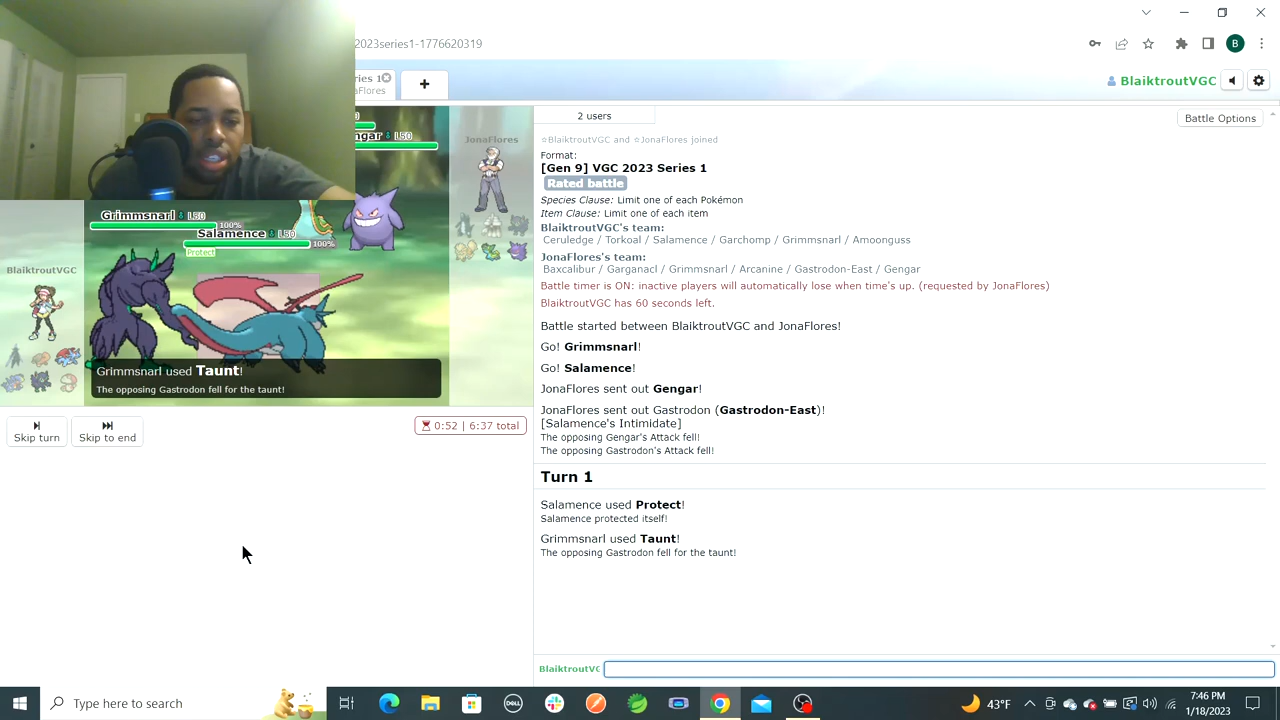 2023series1-1776620319
B
ries 1
aFlores
+
BlaiktroutVGC
2 users
Battle Options
☆BlaiktroutVGC and ☆JonaFlores joined
Format:
[Gen 9] VGC 2023 Series 1
Rated battle
Species Clause: Limit one of each Pokémon
Item Clause: Limit one of each item
BlaiktroutVGC's team:
Ceruledge / Torkoal / Salamence / Garchomp / Grimmsnarl / Amoonguss
JonaFlores's team:
Baxcalibur / Garganacl / Grimmsnarl / Arcanine / Gastrodon-East / Gengar
Battle timer is ON: inactive players will automatically lose when time's up. (requested by JonaFlores)
BlaiktroutVGC has 60 seconds left.
Battle started between BlaiktroutVGC and JonaFlores!
Go! Grimmsnarl!
Go! Salamence!
JonaFlores sent out Gengar!
JonaFlores sent out Gastrodon (Gastrodon-East)!
[Salamence's Intimidate]
The opposing Gengar's Attack fell!
The opposing Gastrodon's Attack fell!
Turn 1
Salamence used Protect!
Salamence protected itself!
Grimmsnarl used Taunt!
The opposing Gastrodon fell for the taunt!
ngar L50
JonaFlores
Grimmsnarl L50
100%
Salamence L50
100%
Protect
BlaiktroutVGC
Grimmsnarl used Taunt!
The opposing Gastrodon fell for the taunt!
Skip turn
Skip to end
0:52 | 6:37 total
BlaiktroutVC
Type here to search
DELL
43°F
7:46 PM
1/18/2023